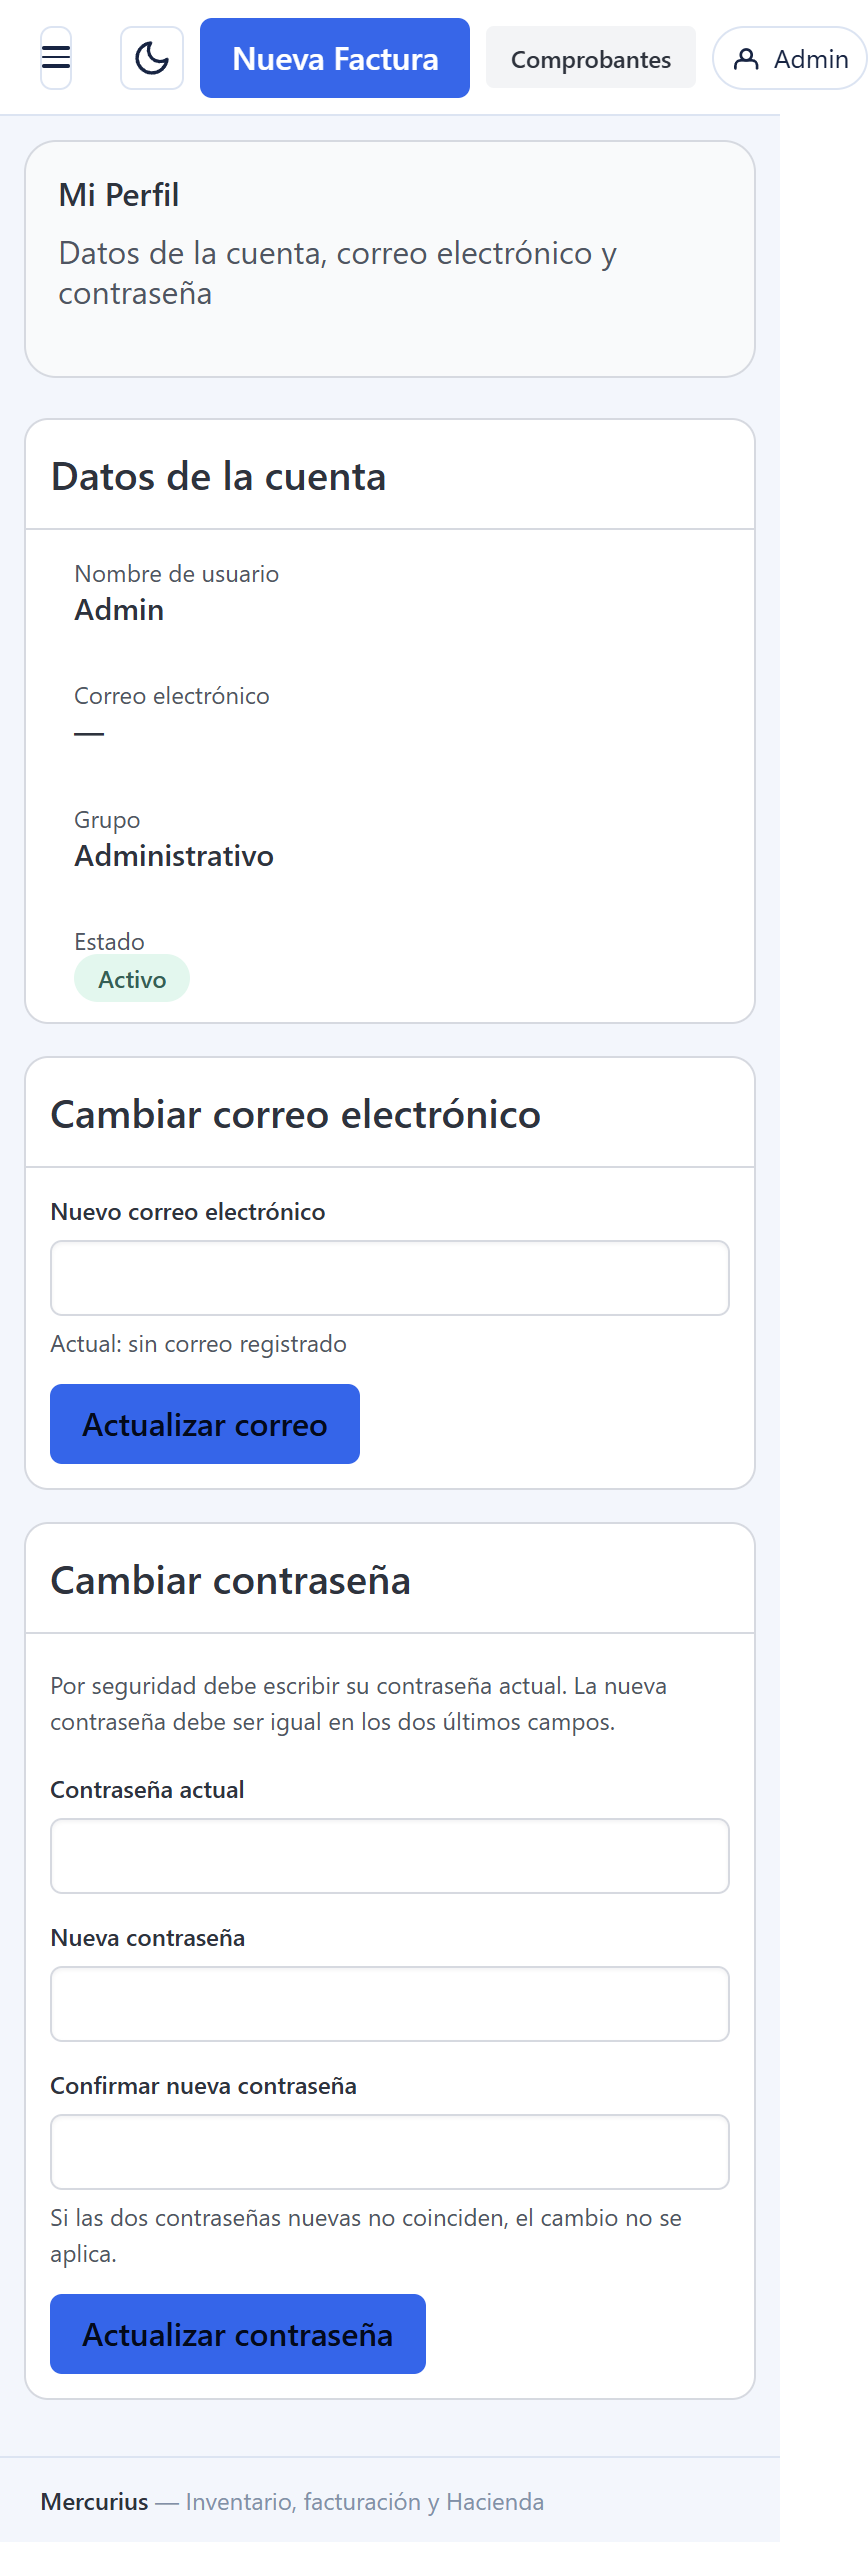 Nueva Factura
Comprobantes
Admin
Mi Perfil
Datos de la cuenta, correo electrónico y
contraseña
Datos de la cuenta
Nombre de usuario
Admin
Correo electrónico
—
Grupo
Administrativo
Estado
Activo
Cambiar correo electrónico
Nuevo correo electrónico
Actual: sin correo registrado
Actualizar correo
Cambiar contraseña
Por seguridad debe escribir su contraseña actual. La nueva
contraseña debe ser igual en los dos últimos campos.
Contraseña actual
Nueva contraseña
Confirmar nueva contraseña
Si las dos contraseñas nuevas no coinciden, el cambio no se
aplica.
Actualizar contraseña
Mercurius — Inventario, facturación y Hacienda